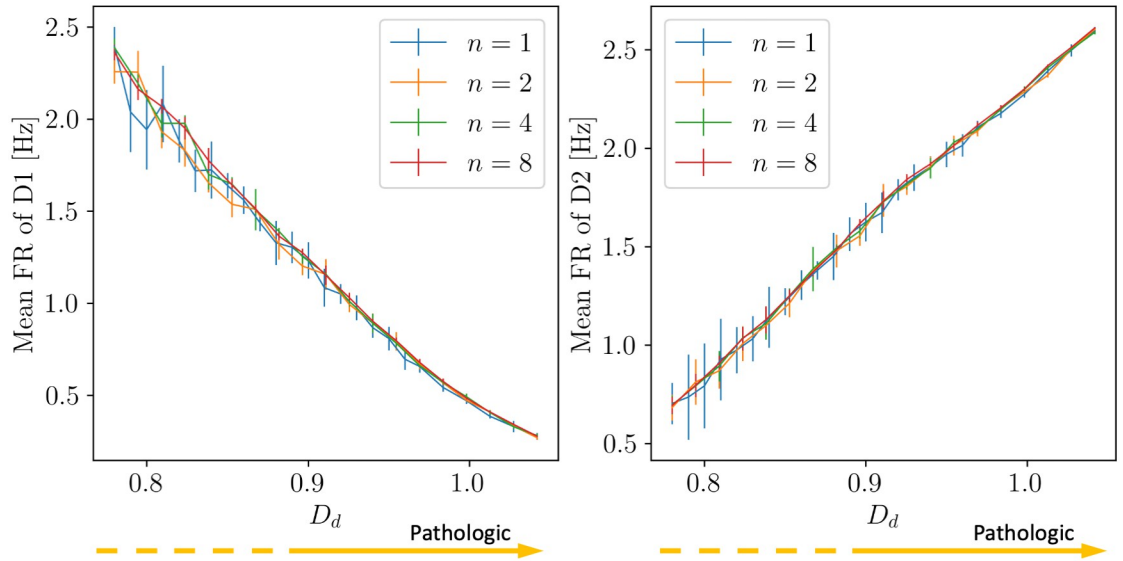 Mean FR of D1 [Hz]
2.5
2.0
1.5
1.0
0.5
n = 1
n = 2
n = 4
n = 8
0.8 0.9 1.0
D_d
Pathologic
Mean FR of D2 [Hz]
2.5
2.0
1.5
1.0
0.5
n = 1
n = 2
n = 4
n = 8
0.8 0.9 1.0
D_d
Pathologic